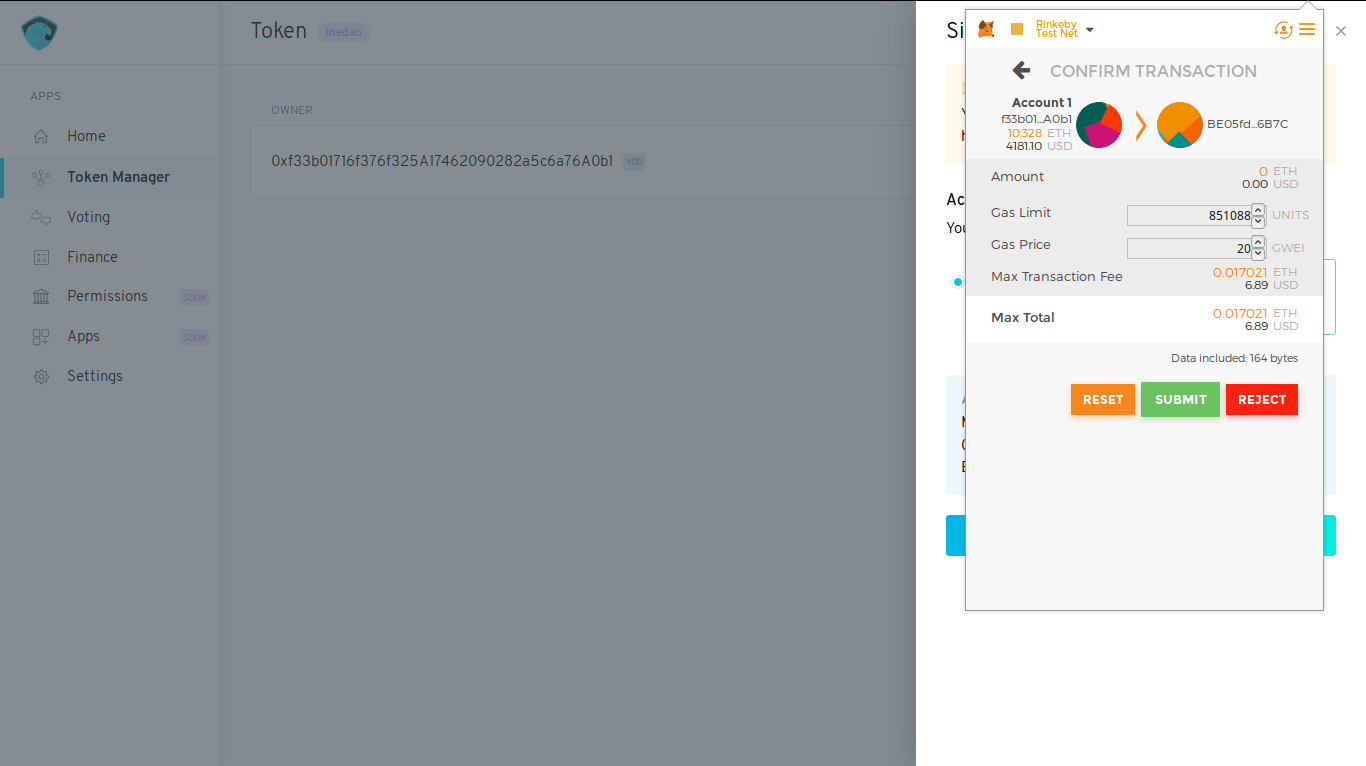 Token thedao
APPS
Home
Token Manager
Voting
Finance
Permissions SOON
Apps SOON
Settings
OWNER
0xf33b01716f376f325A17462090282a5c6a76A0b1 YOU
Si
Ac
You
Rinkeby
Test Net
CONFIRM TRANSACTION
Account 1
f33b01...A0b1
10.328 ETH
4181.10 USD
BE05fd...6B7C
Amount 0 ETH
0.00 USD
Gas Limit 851088 UNITS
Gas Price 20 GWEI
Max Transaction Fee 0.017021 ETH
6.89 USD
Max Total 0.017021 ETH
6.89 USD
Data included: 164 bytes
RESET SUBMIT REJECT